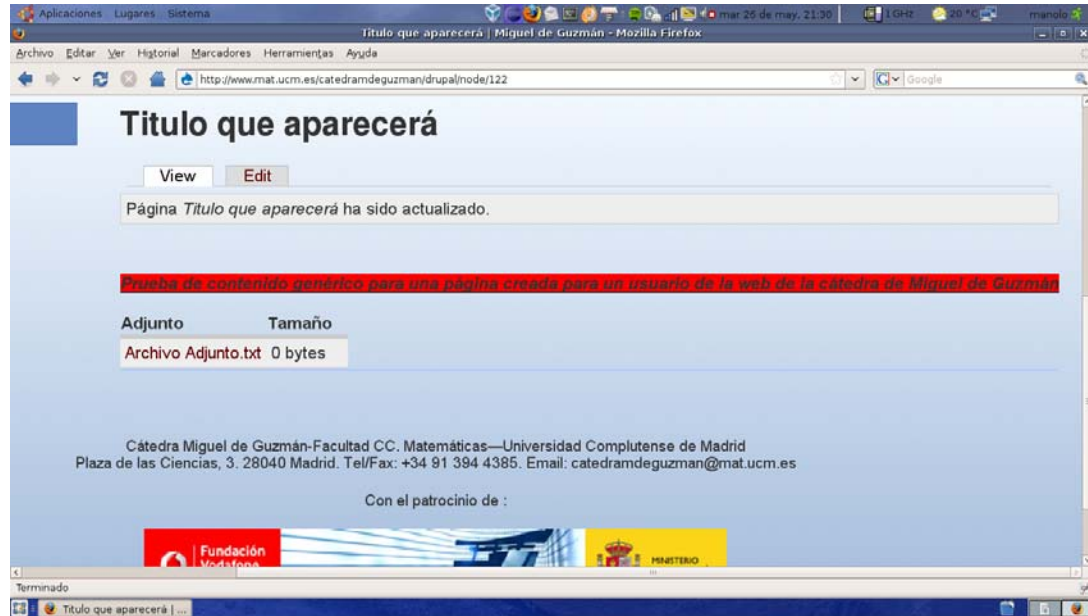 Aplicaciones Lugares Sistema mar 26 de may, 21:30 1 GHz 20 °C manolo
Titulo que aparecerá | Miguel de Guzmán - Mozilla Firefox
Archivo Editar Ver Historial Marcadores Herramientas Ayuda
http://www.mat.ucm.es/catedramdeguzman/drupal/node/122 Google
Titulo que aparecerá
View Edit
Página Titulo que aparecerá ha sido actualizado.
Prueba de contenido genérico para una página creada para un usuario de la web de la cátedra de Miguel de Guzmán
Adjunto Tamaño
Archivo Adjunto.txt 0 bytes
Cátedra Miguel de Guzmán-Facultad CC. Matemáticas—Universidad Complutense de Madrid
Plaza de las Ciencias, 3. 28040 Madrid. Tel/Fax: +34 91 394 4385. Email: catedramdeguzman@mat.ucm.es
Con el patrocinio de :
Fundación
Vodafone
MINISTERIO
Terminado
Titulo que aparecerá | ...